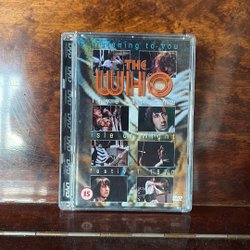 listening to you
THE
WHO
isle of wight
festival 1970
15
DVD